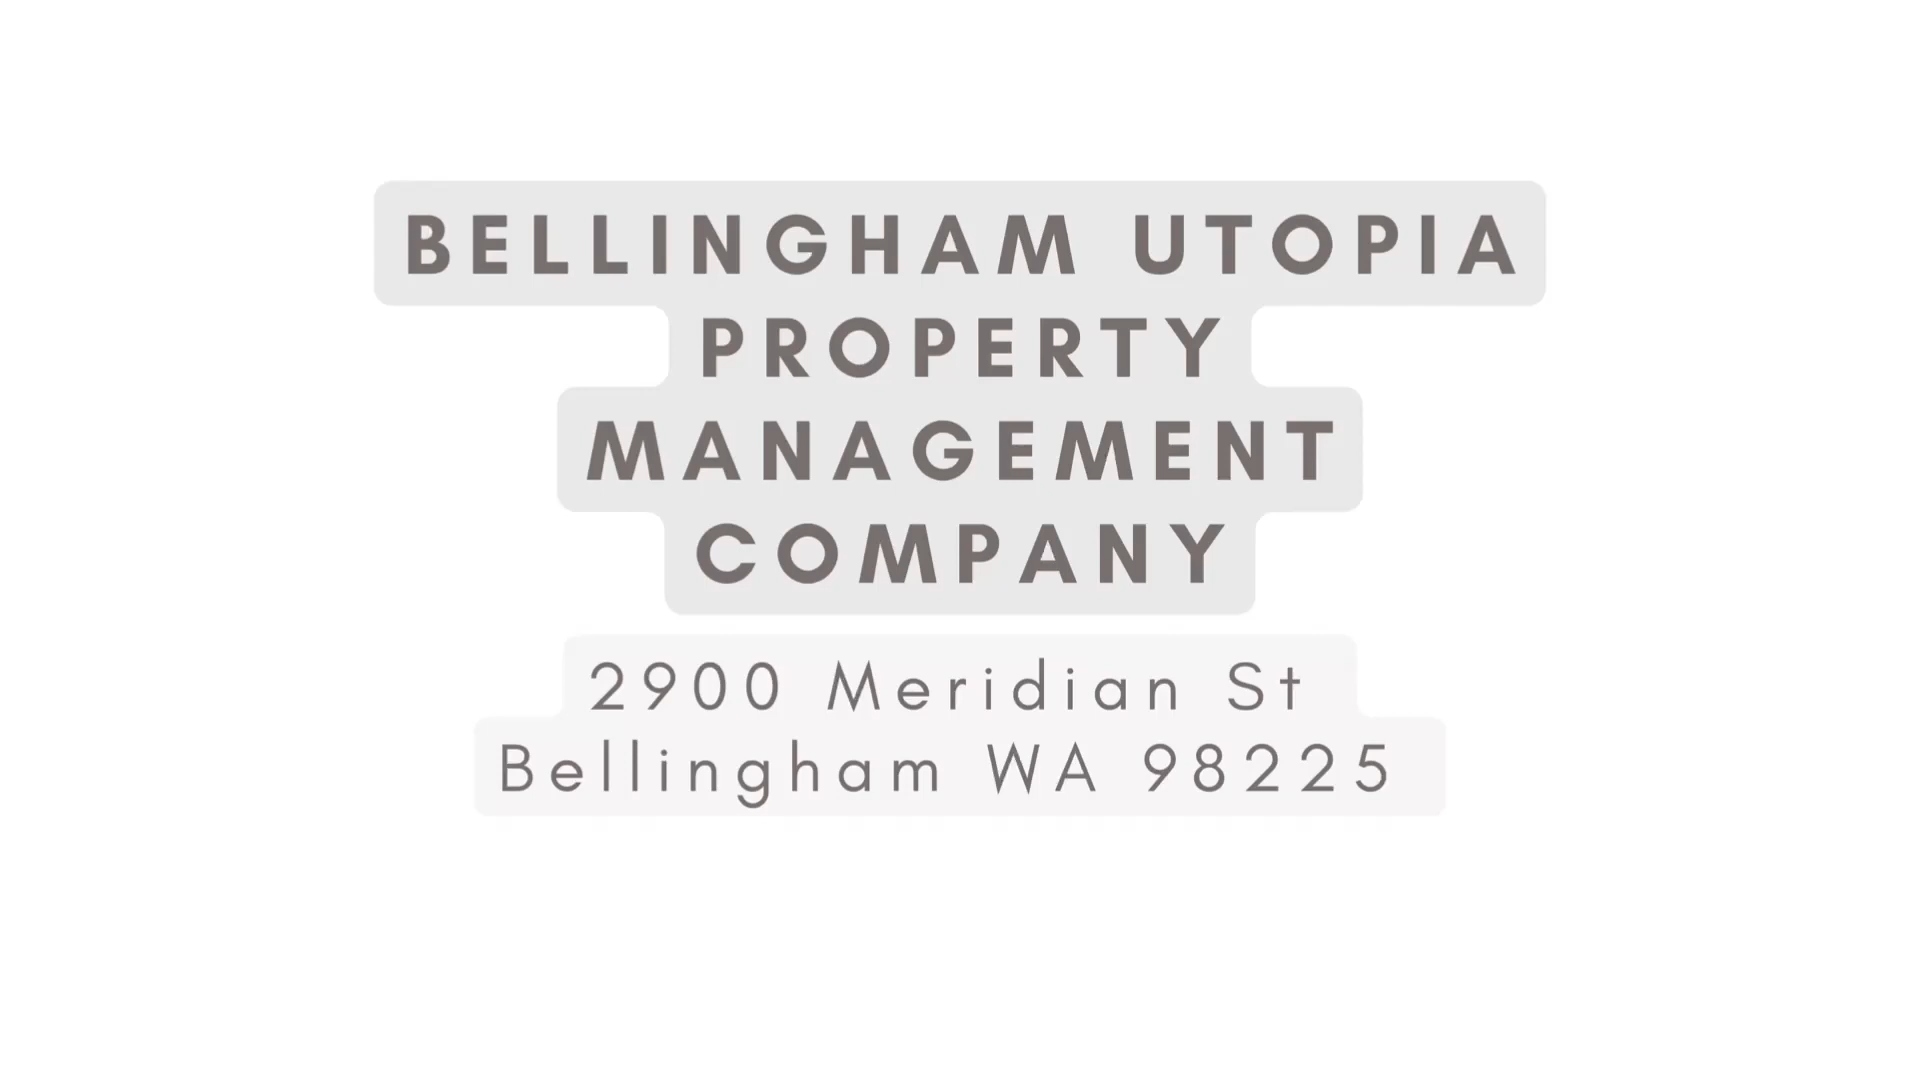 BELLINGHAM UTOPIA
PROPERTY
MANAGEMENT
COMPANY
2900 Meridian St
Bellingham WA 98225